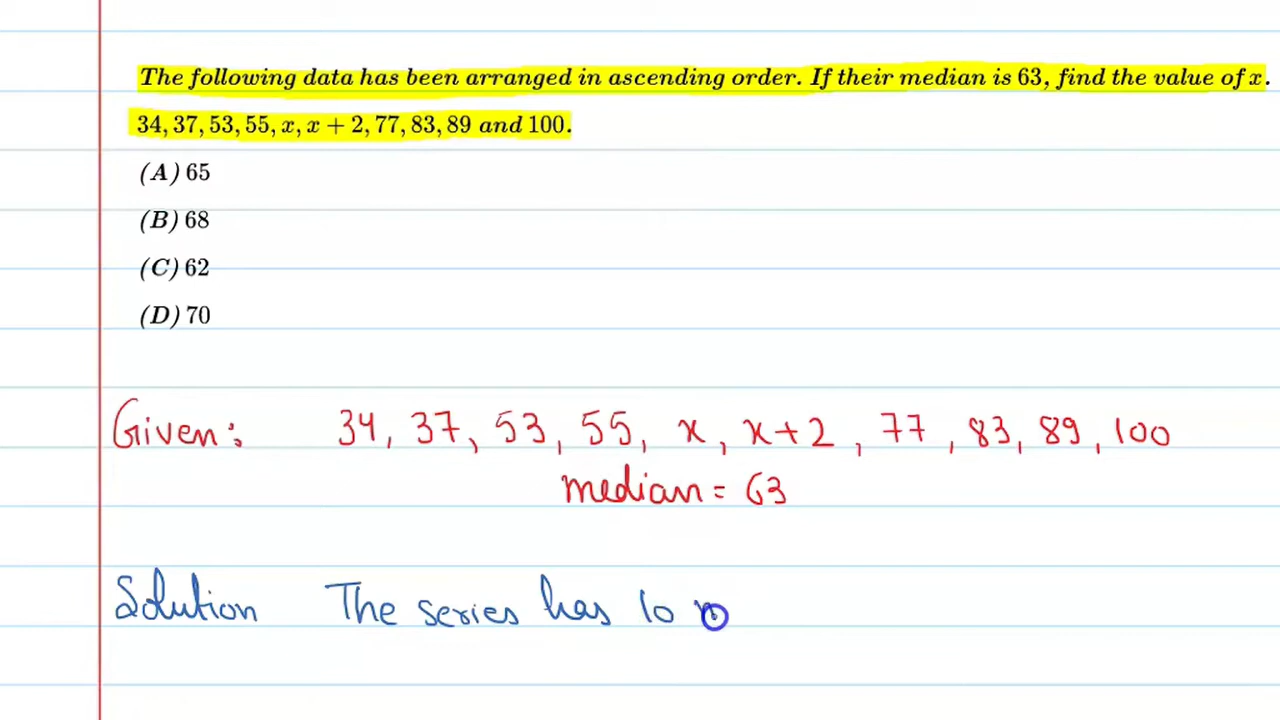 The following data has been arranged in ascending order. If their median is 63, find the value of x.
34, 37, 53, 55, x, x + 2, 77, 83, 89 and 100.
(A) 65
(B) 68
(C) 62
(D) 70
Given: 34, 37, 53, 55, x, x+2, 77, 83, 89, 100
median = 63
Solution The series has 10